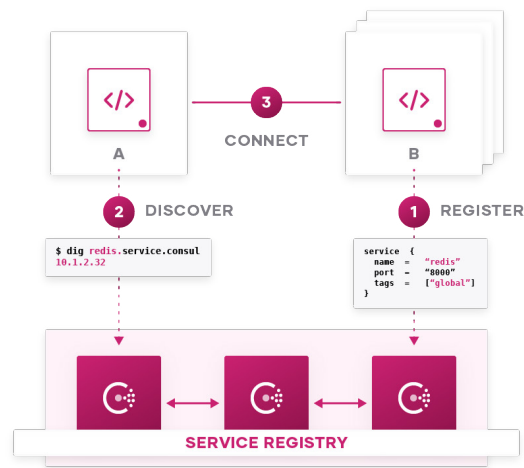 </>
A
</>
B
3
CONNECT
2 DISCOVER
1 REGISTER
$ dig redis.service.consul
10.1.2.32
service {
name = “redis”
port = “8000”
tags = [“global”]
}
SERVICE REGISTRY